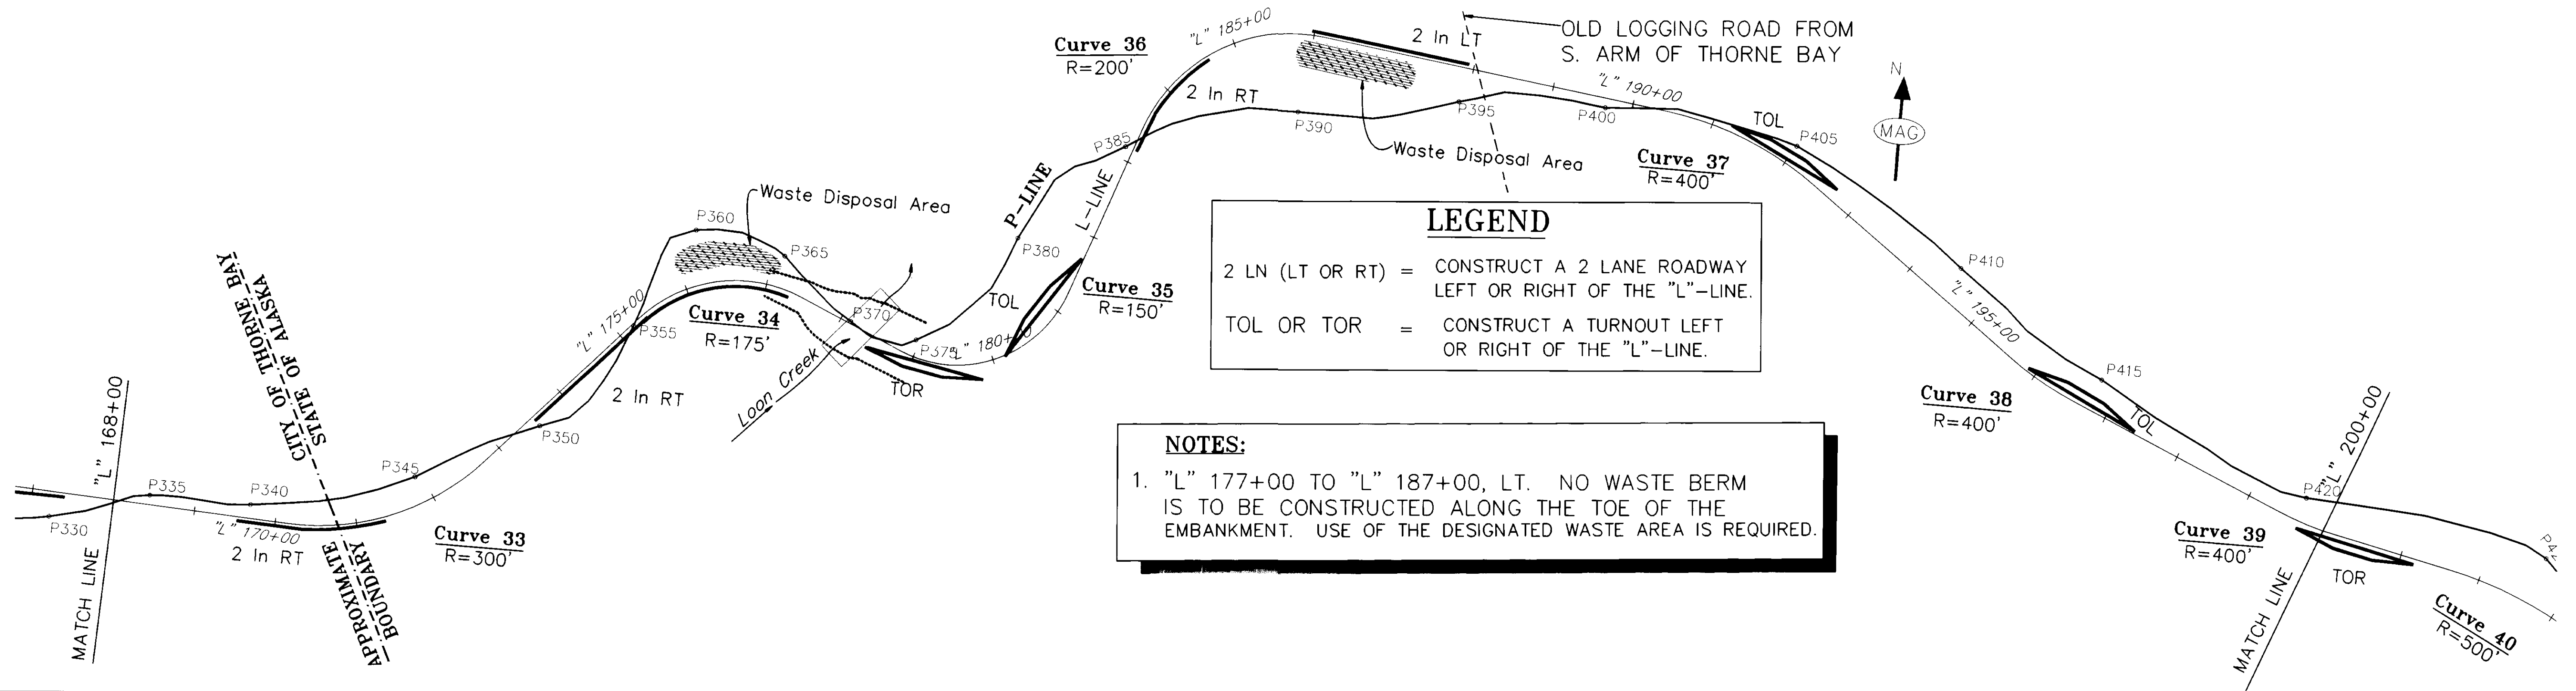 Curve 36
R=200'
"L" 185+00
2 ln LT
OLD LOGGING ROAD FROM
S. ARM OF THORNE BAY
N
MAG
"L" 190+00
2 ln RT
P385
P390
P395
P400
TOL
P405
Waste Disposal Area
Curve 37
R=400'
P-LINE
L-LINE
Waste Disposal Area
P360
P365
P380
CITY OF THORNE BAY
STATE OF ALASKA
"L" 175+00
P355
Curve 34
R=175'
P370
TOL
Curve 35
R=150'
P375
"L" 180+00
TOR
Loon Creek
2 ln RT
LEGEND
2 LN (LT OR RT) = CONSTRUCT A 2 LANE ROADWAY
LEFT OR RIGHT OF THE "L"-LINE.
TOL OR TOR = CONSTRUCT A TURNOUT LEFT
OR RIGHT OF THE "L"-LINE.
P410
"L" 195+00
P415
Curve 38
R=400'
TOL
"L" 168+00
MATCH LINE
P330
P335
P340
P345
P350
"L" 170+00
2 ln RT
Curve 33
R=300'
APPROXIMATE
BOUNDARY
NOTES:
1. "L" 177+00 TO "L" 187+00, LT. NO WASTE BERM
IS TO BE CONSTRUCTED ALONG THE TOE OF THE
EMBANKMENT. USE OF THE DESIGNATED WASTE AREA IS REQUIRED.
"L" 200+00
P420
Curve 39
R=400'
TOR
MATCH LINE
Curve 40
R=500'